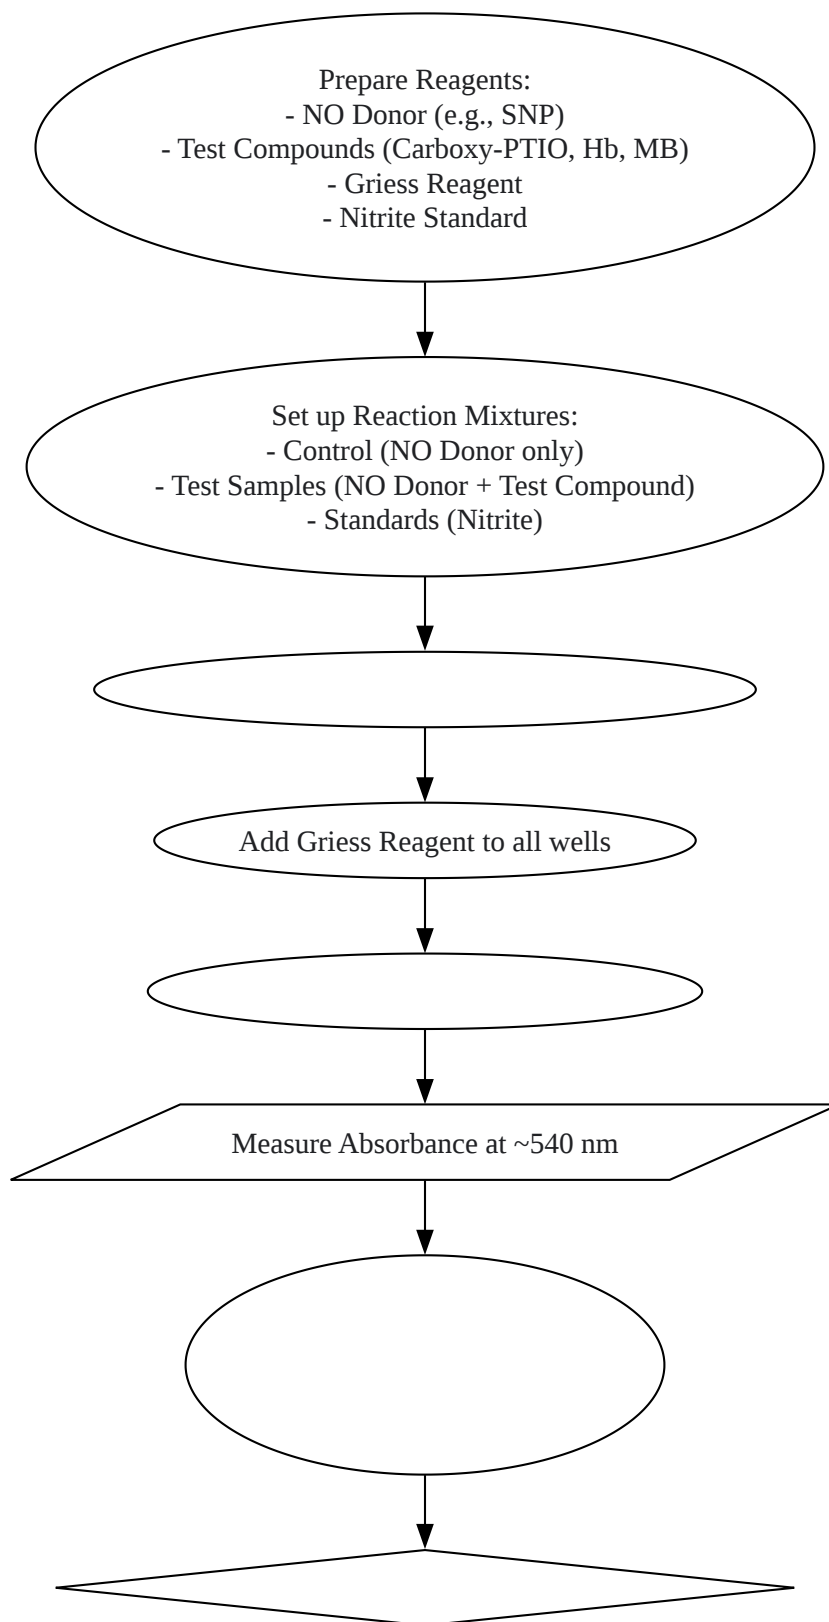 Prepare Reagents:
- NO Donor (e.g., SNP)
- Test Compounds (Carboxy-PTIO, Hb, MB)
- Griess Reagent
- Nitrite Standard
Set up Reaction Mixtures:
- Control (NO Donor only)
- Test Samples (NO Donor + Test Compound)
- Standards (Nitrite)
Add Griess Reagent to all wells
Measure Absorbance at ~540 nm